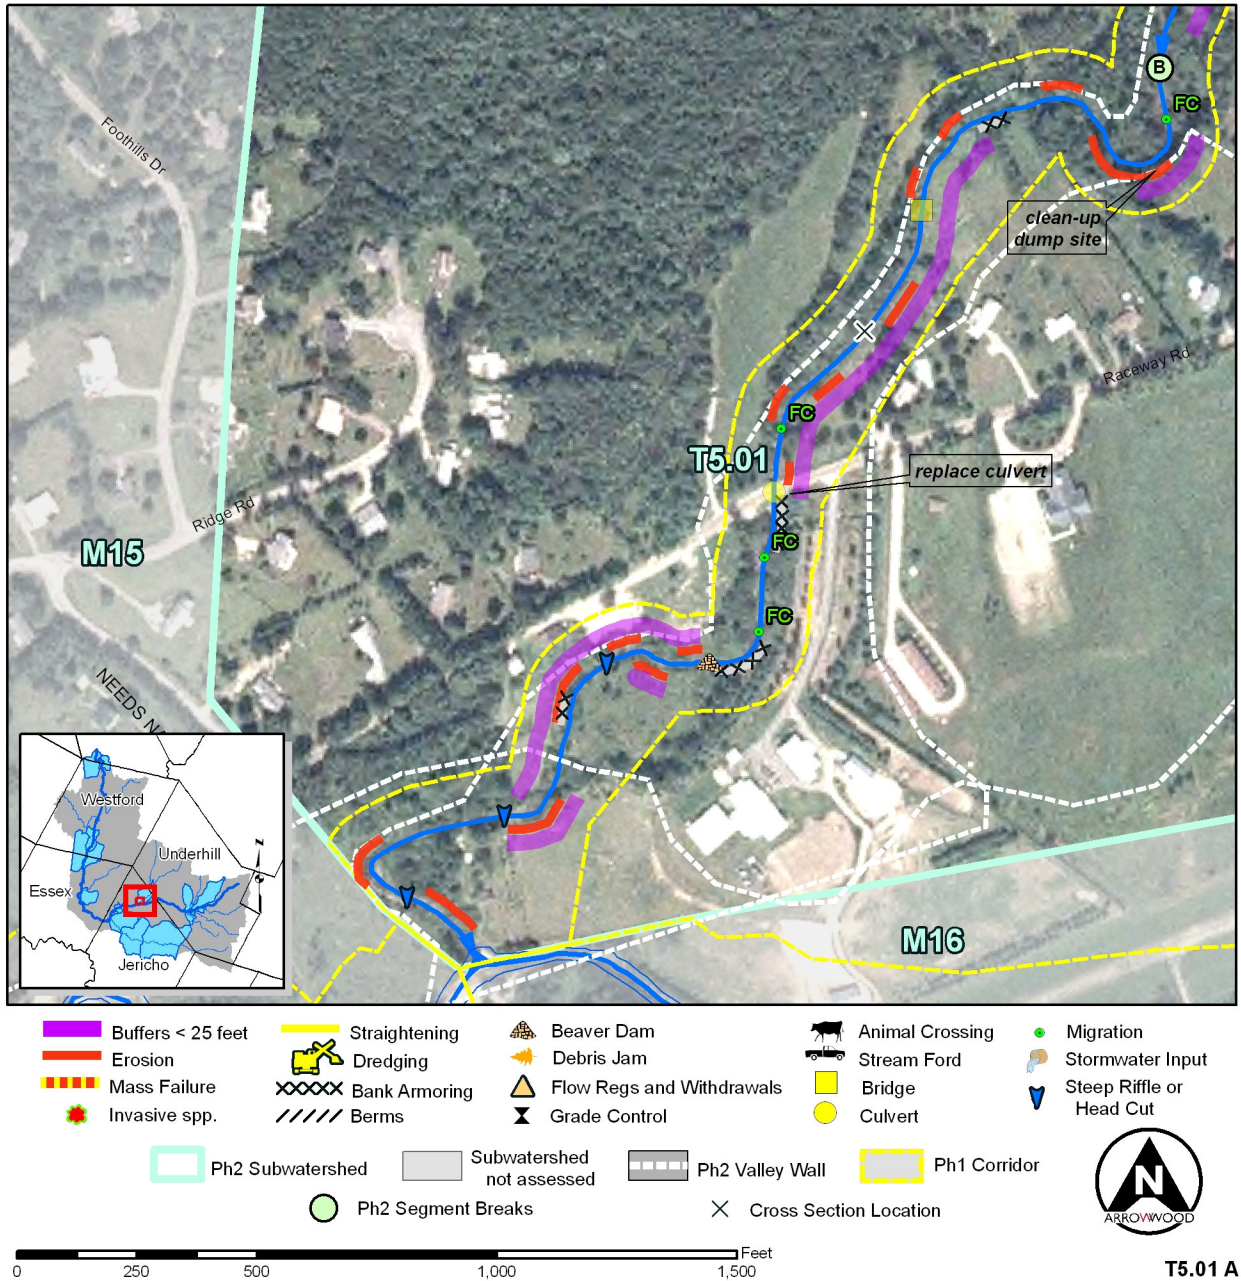 B
FC
Foothills Dr
clean-up
dump site
Raceway Rd
FC
T5.01
replace culvert
Ridge Rd
M15
FC
FC
NEEDS NA
Westford
Underhill
Essex
Jericho
z
M16
Buffers < 25 feet
Erosion
Mass Failure
Invasive spp.
Straightening
Dredging
Bank Armoring
Berms
Beaver Dam
Debris Jam
Flow Regs and Withdrawals
Grade Control
Animal Crossing
Stream Ford
Bridge
Culvert
Migration
Stormwater Input
Steep Riffle or
Head Cut
Ph2 Subwatershed
Subwatershed
not assessed
Ph2 Valley Wall
Ph1 Corridor
Ph2 Segment Breaks
Cross Section Location
N
ARROWWOOD
Feet
0 250 500 1,000 1,500
T5.01 A